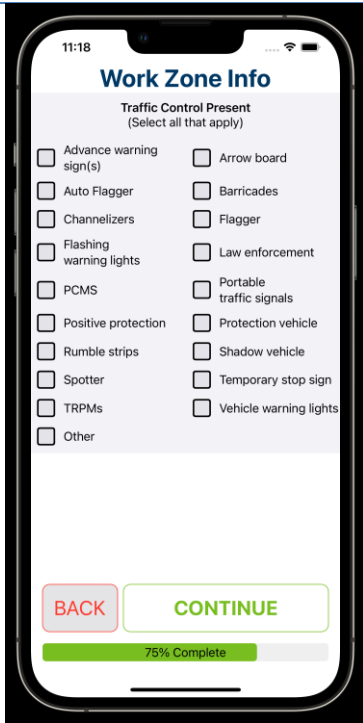 11:18
Work Zone Info
Traffic Control Present
(Select all that apply)
Advance warning
sign(s)
Arrow board
Auto Flagger
Barricades
Channelizers
Flagger
Flashing
warning lights
Law enforcement
PCMS
Portable
traffic signals
Positive protection
Protection vehicle
Rumble strips
Shadow vehicle
Spotter
Temporary stop sign
TRPMs
Vehicle warning lights
Other
BACK
CONTINUE
75% Complete